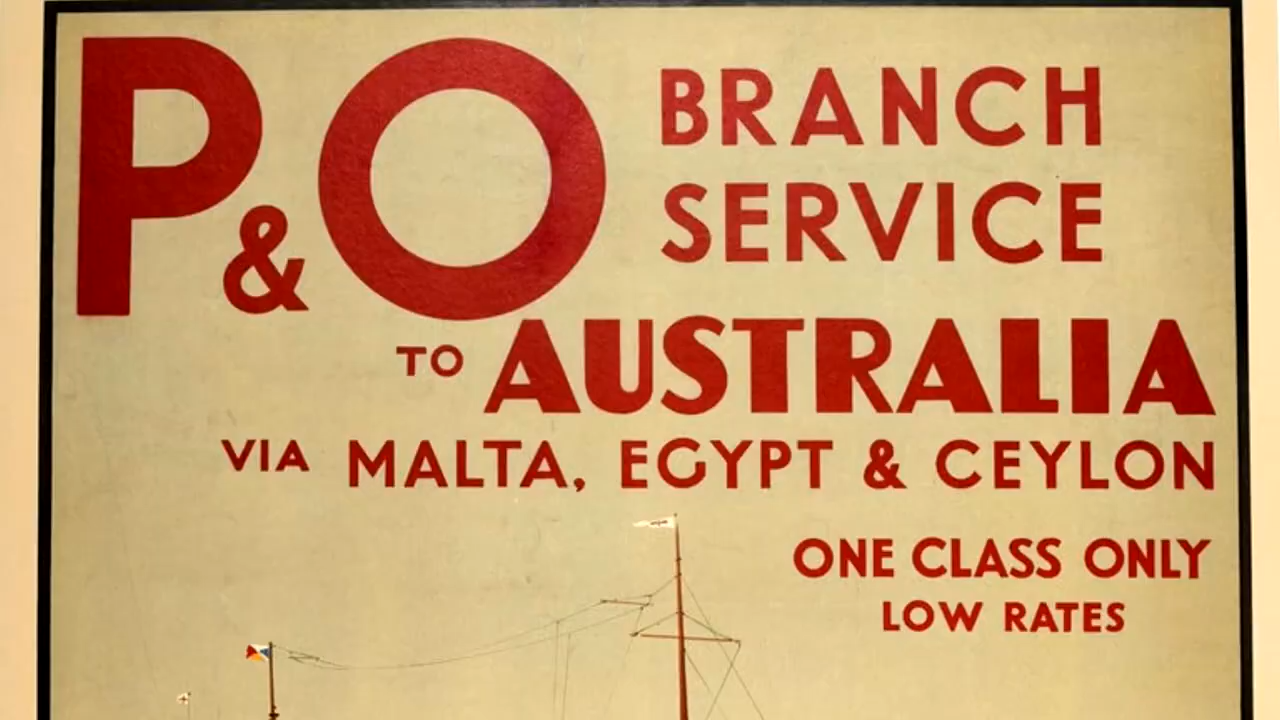 P&O BRANCH
SERVICE
TO AUSTRALIA
VIA MALTA, EGYPT & CEYLON
ONE CLASS ONLY
LOW RATES